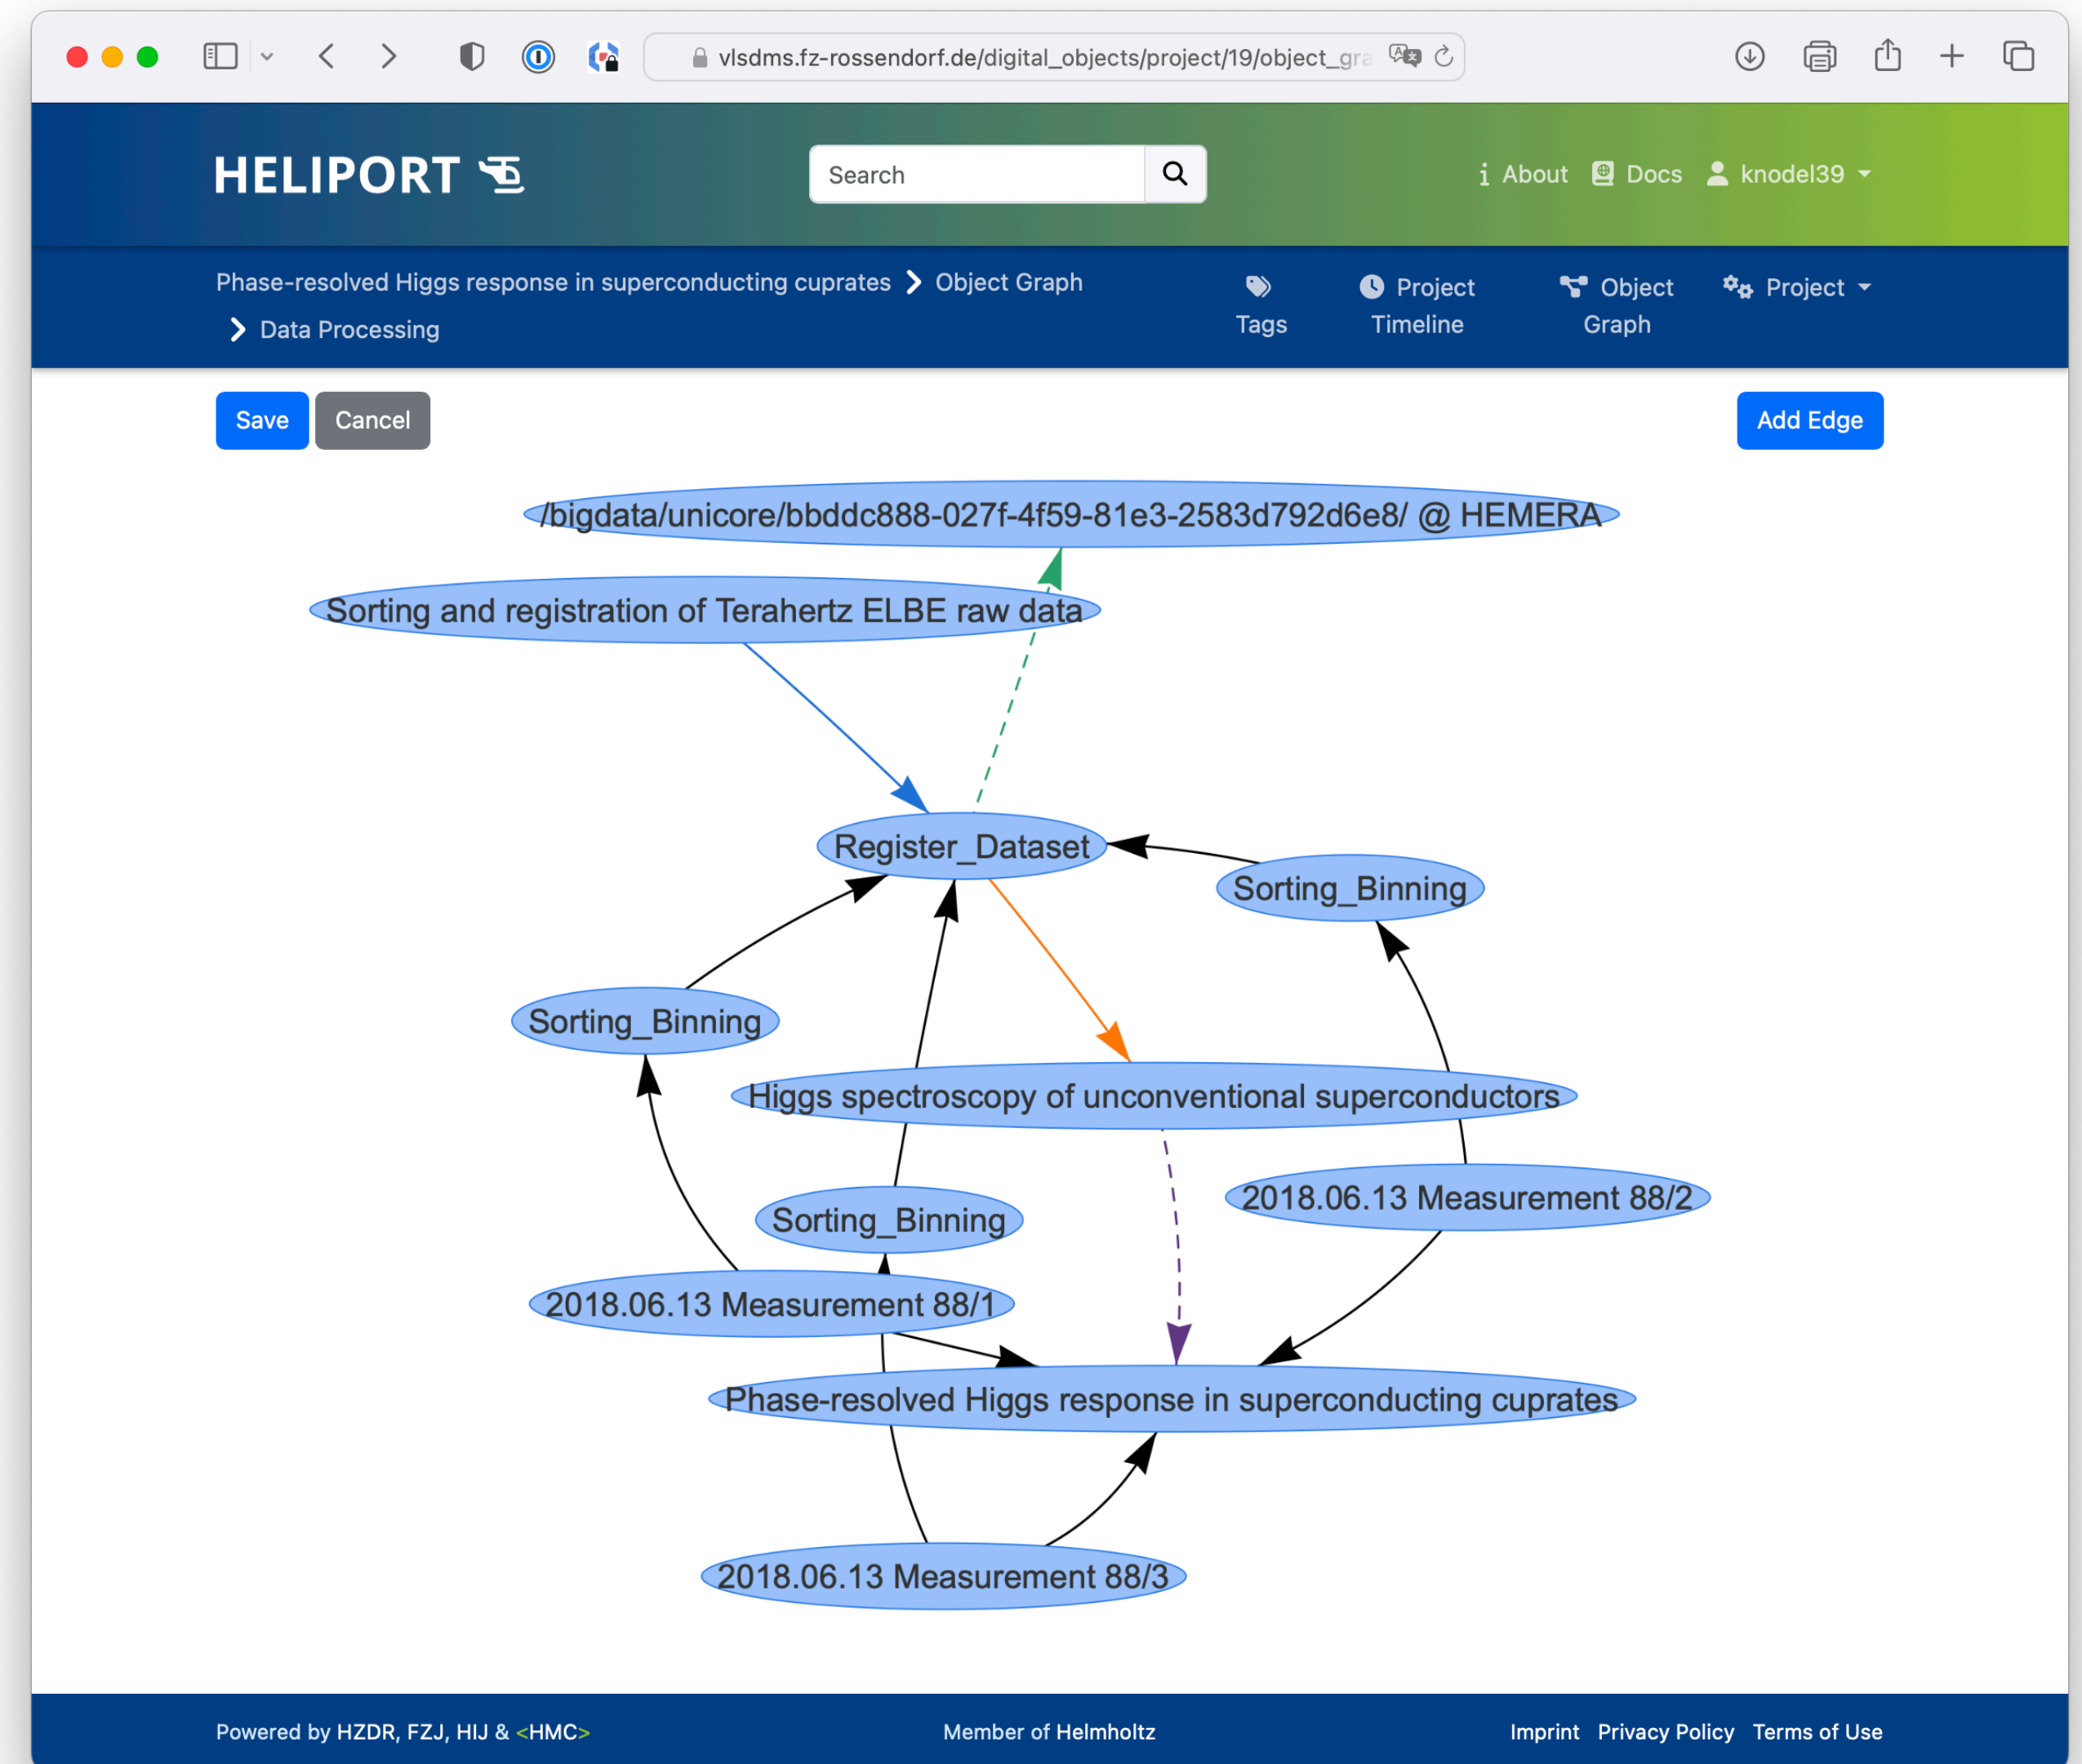 vlsdms.fz-rossendorf.de/digital_objects/project/19/object_gra
HELIPORT
Search
About
Docs
knodel39
Phase-resolved Higgs response in superconducting cuprates > Object Graph
> Data Processing
Tags
Project Timeline
Object Graph
Project
Save
Cancel
Add Edge
/bigdata/unicore/bbddc888-027f-4f59-81e3-2583d792d6e8/ @ HEMERA
Sorting and registration of Terahertz ELBE raw data
Register_Dataset
Sorting_Binning
Sorting_Binning
Higgs spectroscopy of unconventional superconductors
2018.06.13 Measurement 88/2
Sorting_Binning
2018.06.13 Measurement 88/1
Phase-resolved Higgs response in superconducting cuprates
2018.06.13 Measurement 88/3
Powered by HZDR, FZJ, HIJ & <HMC>
Member of Helmholtz
Imprint Privacy Policy Terms of Use